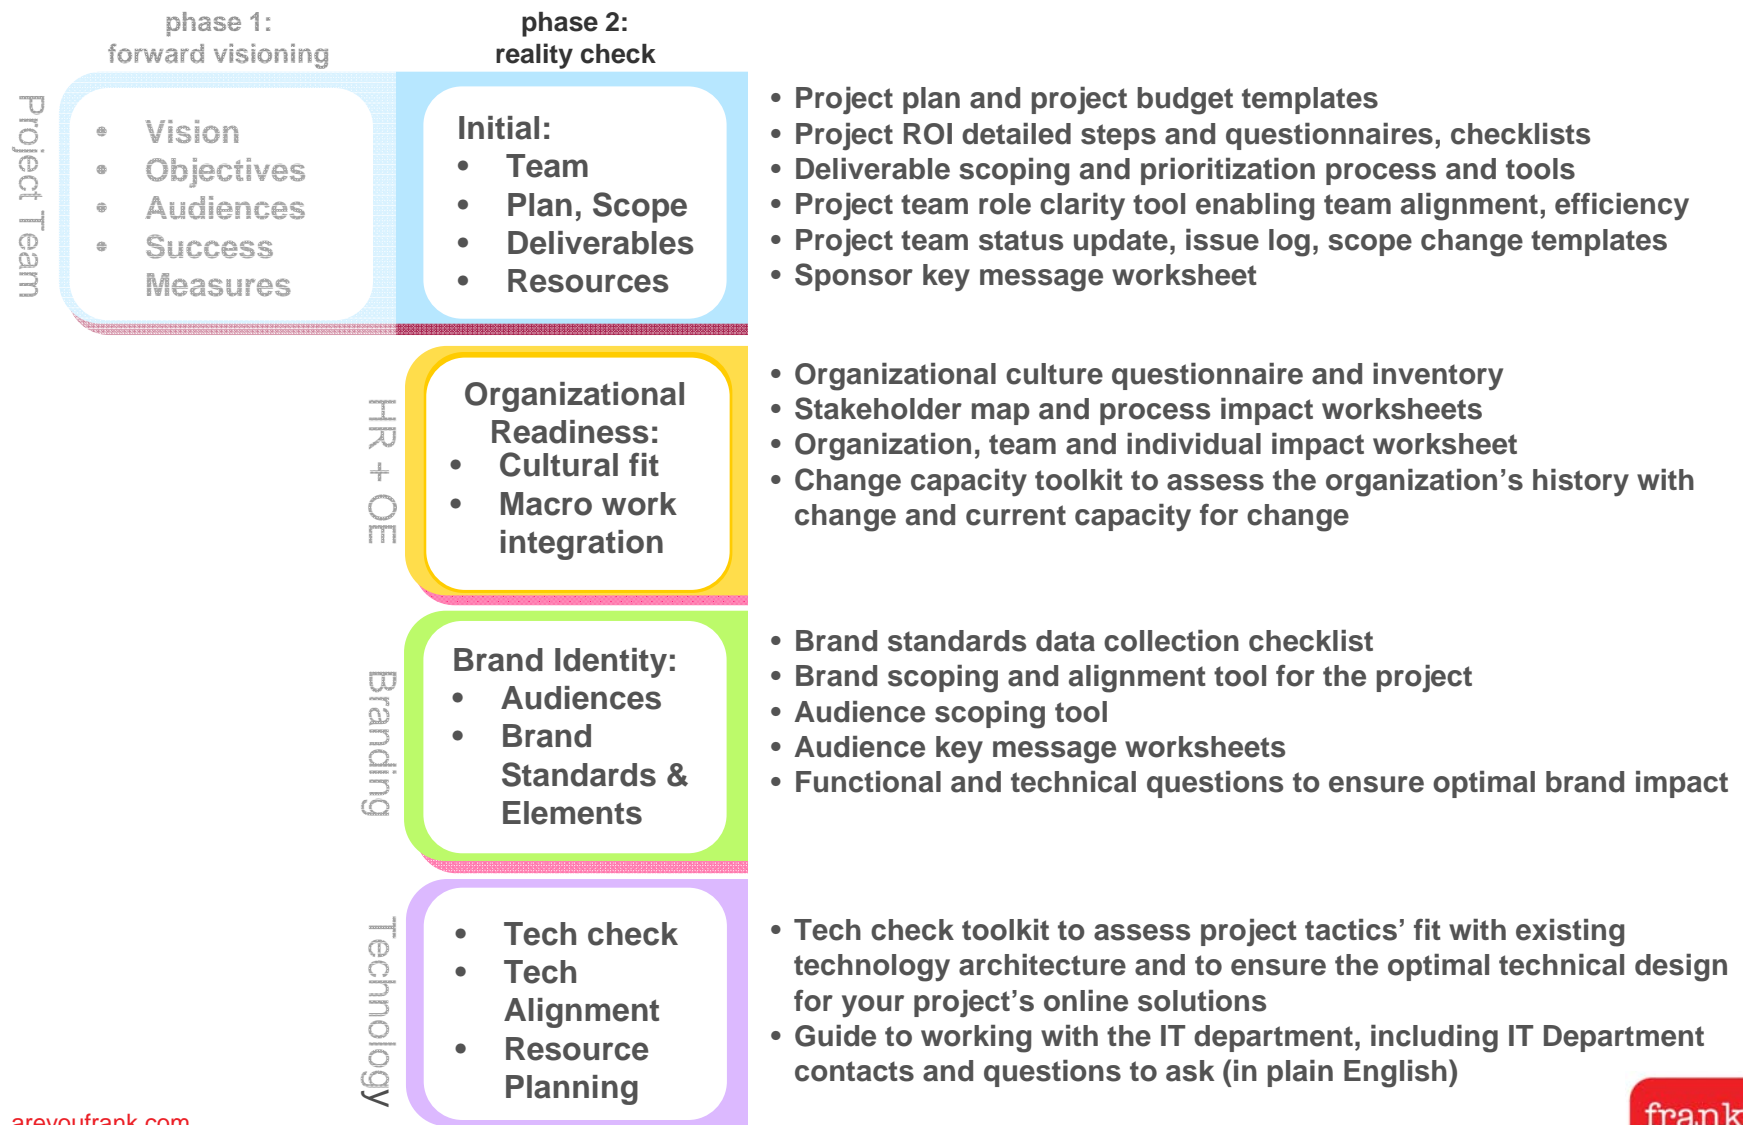 phase 1:
forward visioning
phase 2:
reality check
Project Team
• Vision
• Objectives
• Audiences
• Success
Measures
Initial:
• Team
• Plan, Scope
• Deliverables
• Resources
• Project plan and project budget templates
• Project ROI detailed steps and questionnaires, checklists
• Deliverable scoping and prioritization process and tools
• Project team role clarity tool enabling team alignment, efficiency
• Project team status update, issue log, scope change templates
• Sponsor key message worksheet
HR + OE
Organizational
Readiness:
• Cultural fit
• Macro work
integration
• Organizational culture questionnaire and inventory
• Stakeholder map and process impact worksheets
• Organization, team and individual impact worksheet
• Change capacity toolkit to assess the organization’s history with
change and current capacity for change
Branding
Brand Identity:
• Audiences
• Brand
Standards &
Elements
• Brand standards data collection checklist
• Brand scoping and alignment tool for the project
• Audience scoping tool
• Audience key message worksheets
• Functional and technical questions to ensure optimal brand impact
Technology
• Tech check
• Tech
Alignment
• Resource
Planning
• Tech check toolkit to assess project tactics’ fit with existing
technology architecture and to ensure the optimal technical design
for your project’s online solutions
• Guide to working with the IT department, including IT Department
contacts and questions to ask (in plain English)
areyoufrank.com
frank